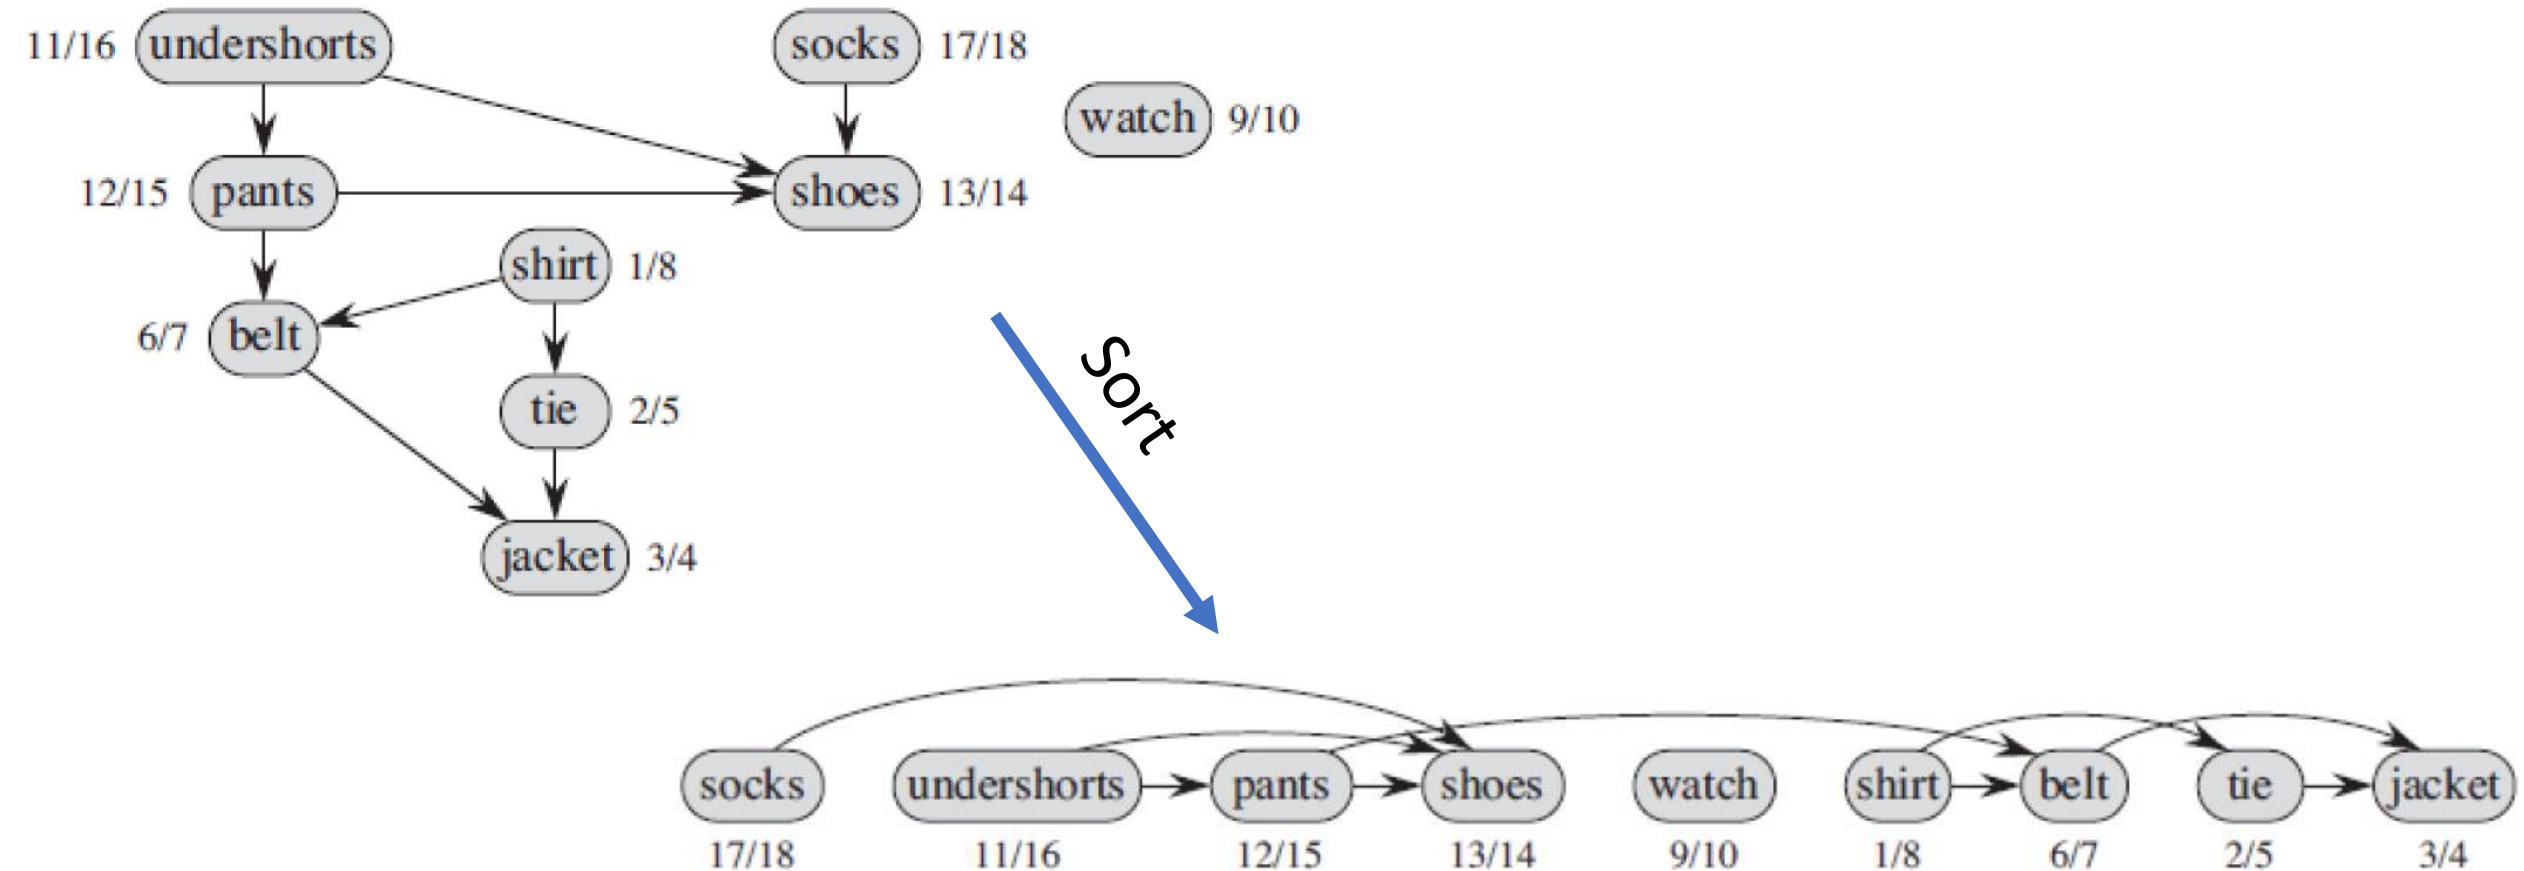 11/16 undershorts socks 17/18
watch 9/10
12/15 pants shoes 13/14
shirt 1/8
6/7 belt
Sort
tie 2/5
jacket 3/4
socks undershorts pants shoes watch shirt belt tie jacket
17/18 11/16 12/15 13/14 9/10 1/8 6/7 2/5 3/4